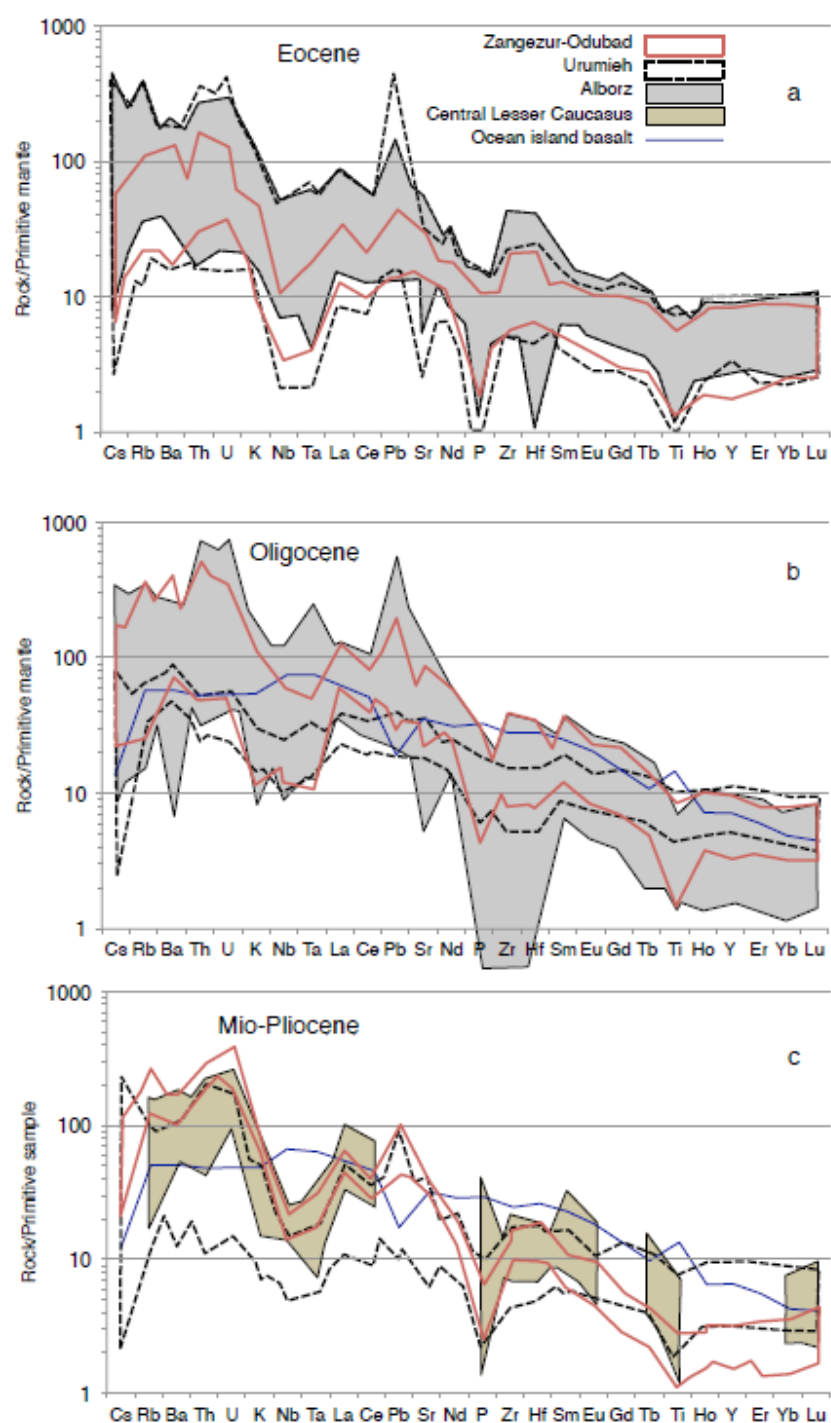 1000
Eocene
Zangezur-Odubad
Urumieh
Alborz
a
Central Lesser Caucasus
Ocean island basalt
100
Rock/Primitive mantle
10
1
Cs Rb Ba Th U K Nb Ta La Ce Pb Sr Nd P Zr Hf Sm Eu Gd Tb Ti Ho Y Er Yb Lu
1000
Oligocene
b
100
Rock/Primitive mantle
10
1
Cs Rb Ba Th U K Nb Ta La Ce Pb Sr Nd P Zr Hf Sm Eu Gd Tb Ti Ho Y Er Yb Lu
1000
Mio-Pliocene
c
100
Rock/Primitive sample
10
1
Cs Rb Ba Th U K Nb Ta La Ce Pb Sr Nd P Zr Hf Sm Eu Gd Tb Ti Ho Y Er Yb Lu